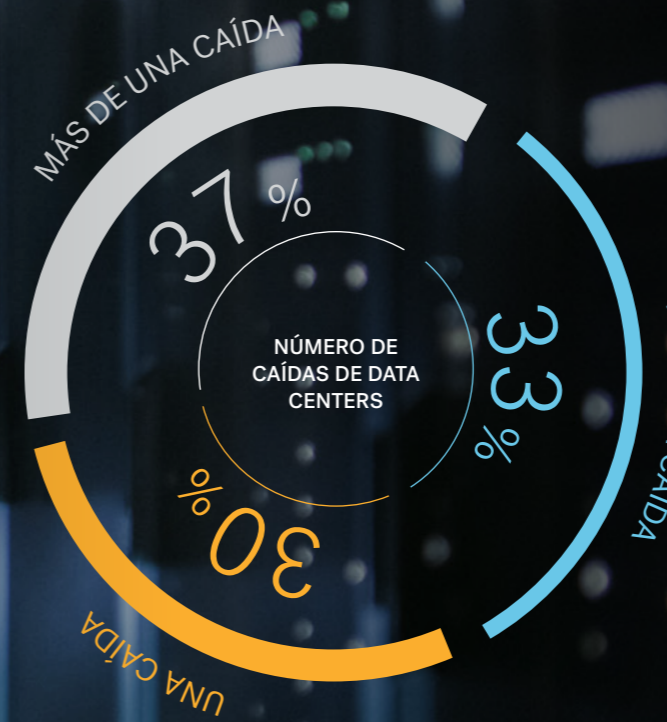 MÁS DE UNA CAÍDA
37%
33%
CAÍDA
30%
UNA CAÍDA
NÚMERO DE
CAÍDAS DE DATA
CENTERS